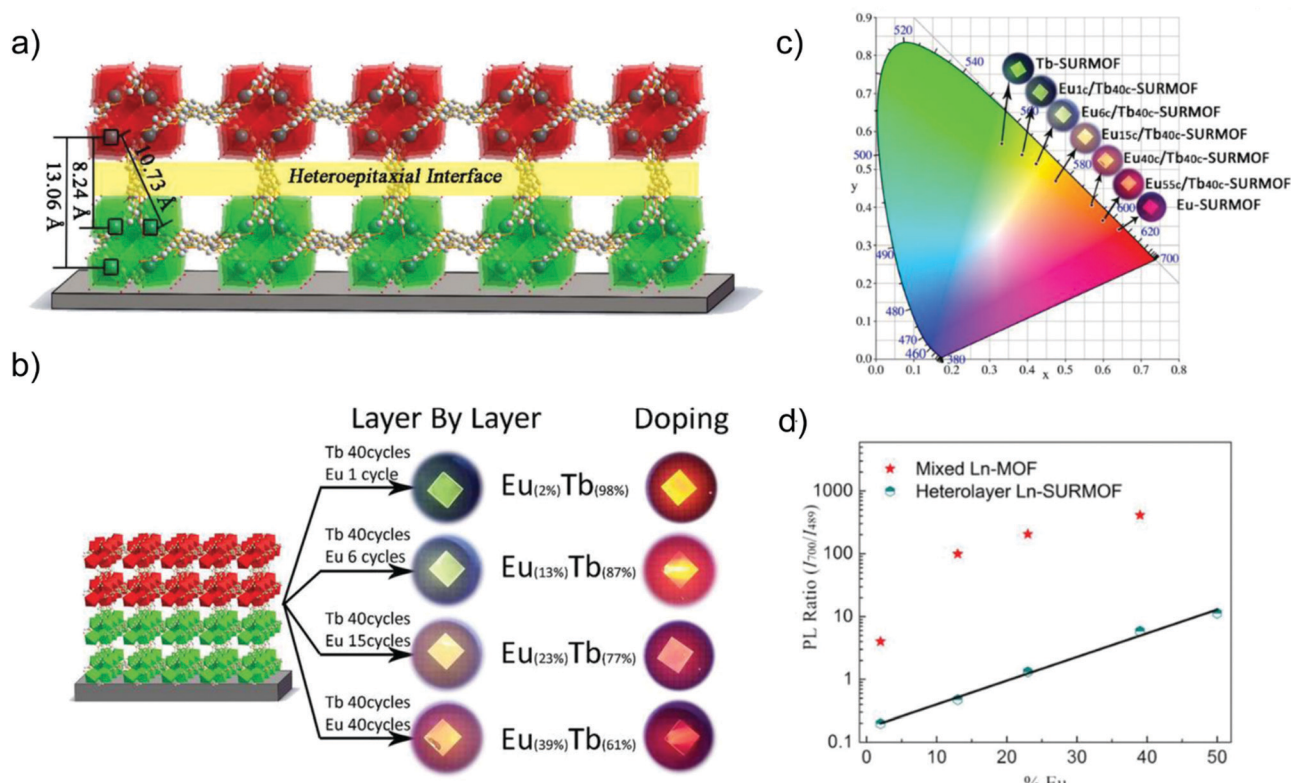 a)
Heteroepitaxial Interface
10.73 Å
8.24 Å
13.06 Å
b)
Layer By Layer
Doping
Tb 40cycles
Eu 1 cycle
Eu(2%)Tb(98%)
Tb 40cycles
Eu 6 cycles
Eu(13%)Tb(87%)
Tb 40cycles
Eu 15cycles
Eu(23%)Tb(77%)
Tb 40cycles
Eu 40cycles
Eu(39%)Tb(61%)
c)
0.9
0.8
0.7
0.6
0.5
y
0.4
0.3
0.2
0.1
0.0
0.0
0.1
0.2
0.3
0.4
0.5
0.6
0.7
0.8
x
520
540
560
580
600
620
700
500
490
480
470
460
380
Tb-SURMOF
Eu1c/Tb40c-SURMOF
Eu6c/Tb40c-SURMOF
Eu15c/Tb40c-SURMOF
Eu40c/Tb40c-SURMOF
Eu55c/Tb40c-SURMOF
Eu-SURMOF
d)
Mixed Ln-MOF
Heterolayer Ln-SURMOF
PL Ratio (I700/I489)
1000
100
10
1
0.1
0
10
20
30
40
50
% Eu